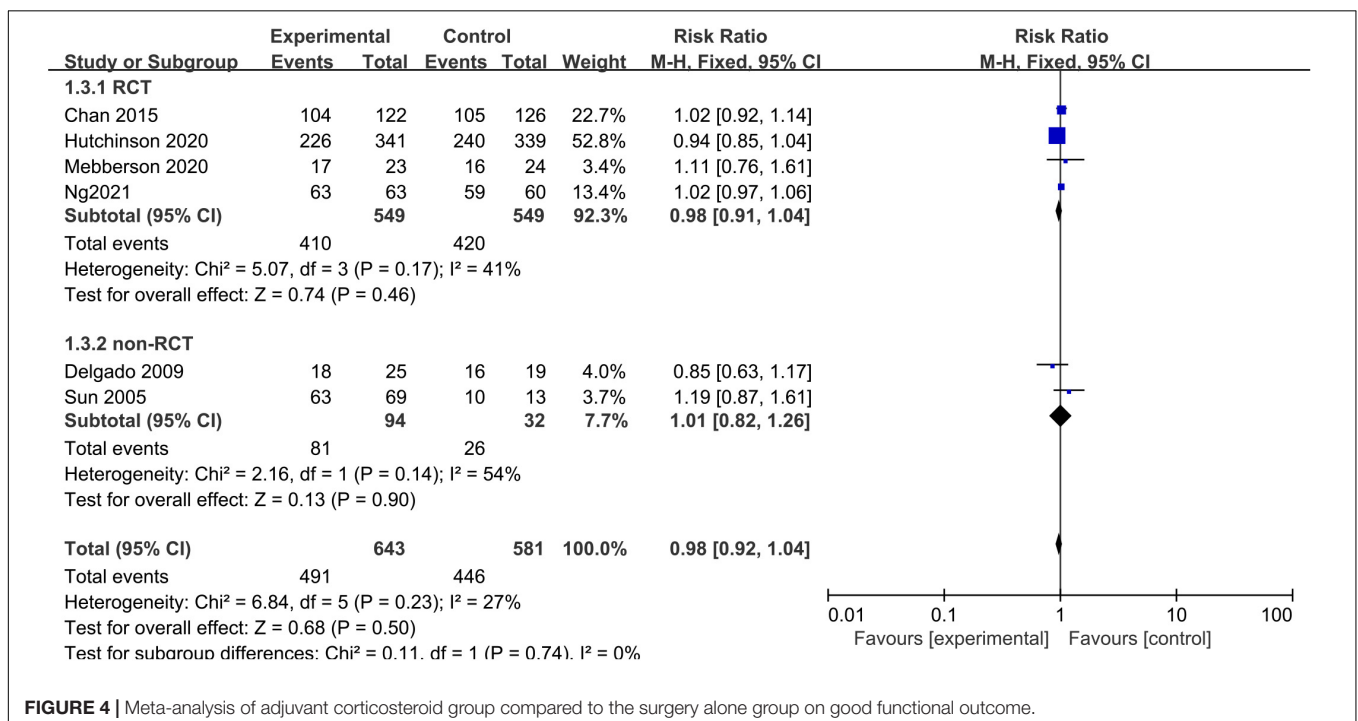 Experimental Control Risk Ratio Risk Ratio
Study or Subgroup Events Total Events Total Weight M-H, Fixed, 95% CI M-H, Fixed, 95% CI
1.3.1 RCT
Chan 2015 104 122 105 126 22.7% 1.02 [0.92, 1.14]
Hutchinson 2020 226 341 240 339 52.8% 0.94 [0.85, 1.04]
Mebberson 2020 17 23 16 24 3.4% 1.11 [0.76, 1.61]
Ng2021 63 63 59 60 13.4% 1.02 [0.97, 1.06]
Subtotal (95% CI) 549 549 92.3% 0.98 [0.91, 1.04]
Total events 410 420
Heterogeneity: Chi² = 5.07, df = 3 (P = 0.17); I² = 41%
Test for overall effect: Z = 0.74 (P = 0.46)
1.3.2 non-RCT
Delgado 2009 18 25 16 19 4.0% 0.85 [0.63, 1.17]
Sun 2005 63 69 10 13 3.7% 1.19 [0.87, 1.61]
Subtotal (95% CI) 94 32 7.7% 1.01 [0.82, 1.26]
Total events 81 26
Heterogeneity: Chi² = 2.16, df = 1 (P = 0.14); I² = 54%
Test for overall effect: Z = 0.13 (P = 0.90)
Total (95% CI) 643 581 100.0% 0.98 [0.92, 1.04]
Total events 491 446
Heterogeneity: Chi² = 6.84, df = 5 (P = 0.23); I² = 27%
Test for overall effect: Z = 0.68 (P = 0.50)
Test for subgroup differences: Chi² = 0.11, df = 1 (P = 0.74), I² = 0%
0.01 0.1 1 10 100
Favours [experimental] Favours [control]
FIGURE 4 | Meta-analysis of adjuvant corticosteroid group compared to the surgery alone group on good functional outcome.